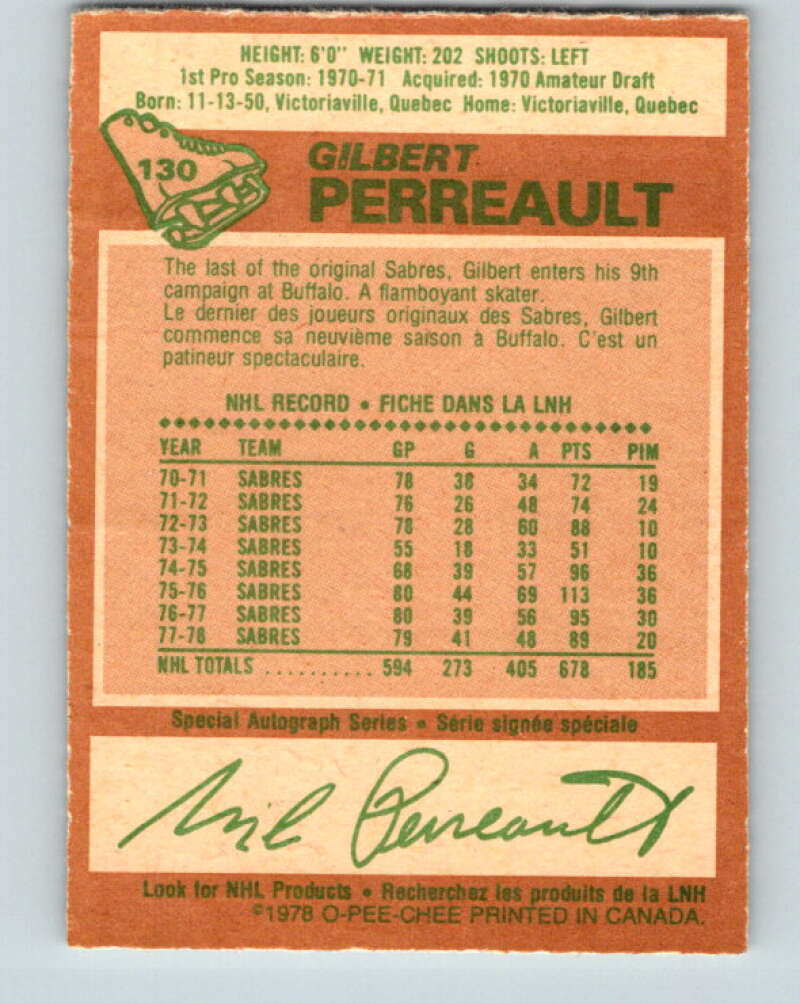 HEIGHT: 6'0" WEIGHT: 202 SHOOTS: LEFT
1st Pro Season: 1970-71 Acquired: 1970 Amateur Draft
Born: 11-13-50, Victoriaville, Quebec Home: Victoriaville, Quebec
130
GILBERT
PERREAULT
The last of the original Sabres, Gilbert enters his 9th
campaign at Buffalo. A flamboyant skater.
Le dernier des joueurs originaux des Sabres, Gilbert
commence sa neuvième saison à Buffalo. C'est un
patineur spectaculaire.
NHL RECORD • FICHE DANS LA LNH
YEAR TEAM GP G A PTS PIM
70-71 SABRES 78 38 34 72 19
71-72 SABRES 76 26 48 74 24
72-73 SABRES 78 28 60 88 10
73-74 SABRES 55 18 33 51 10
74-75 SABRES 68 39 57 96 36
75-76 SABRES 80 44 69 113 36
76-77 SABRES 80 39 56 95 30
77-78 SABRES 79 41 48 89 20
NHL TOTALS .......... 594 273 405 678 185
Special Autograph Series • Série signée spéciale
Gil Perreault
Look for NHL Products • Recherchez les produits de la LNH
©1978 O-PEE-CHEE PRINTED IN CANADA.